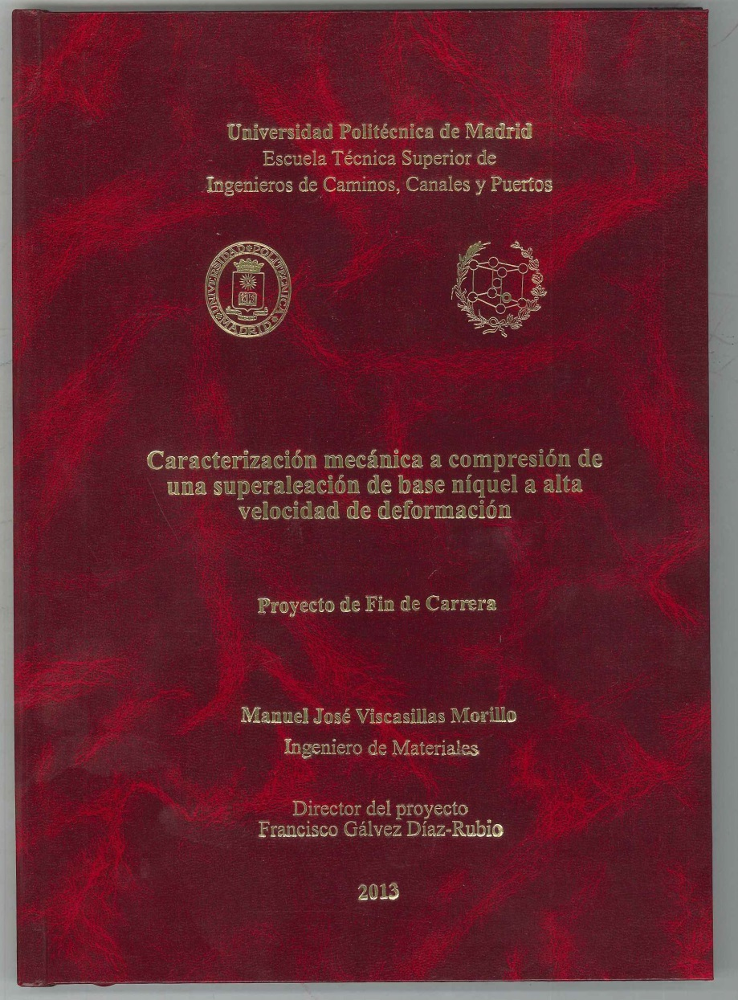 Universidad Politécnica de Madrid
Escuela Técnica Superior de
Ingenieros de Caminos, Canales y Puertos
UNIVERSIDAD POLITÉCNICA
MADRID
Caracterización mecánica a compresión de
una superaleación de base níquel a alta
velocidad de deformación
Proyecto de Fin de Carrera
Manuel José Viscasillas Morillo
Ingeniero de Materiales
Director del proyecto
Francisco Gálvez Díaz-Rubio
2013